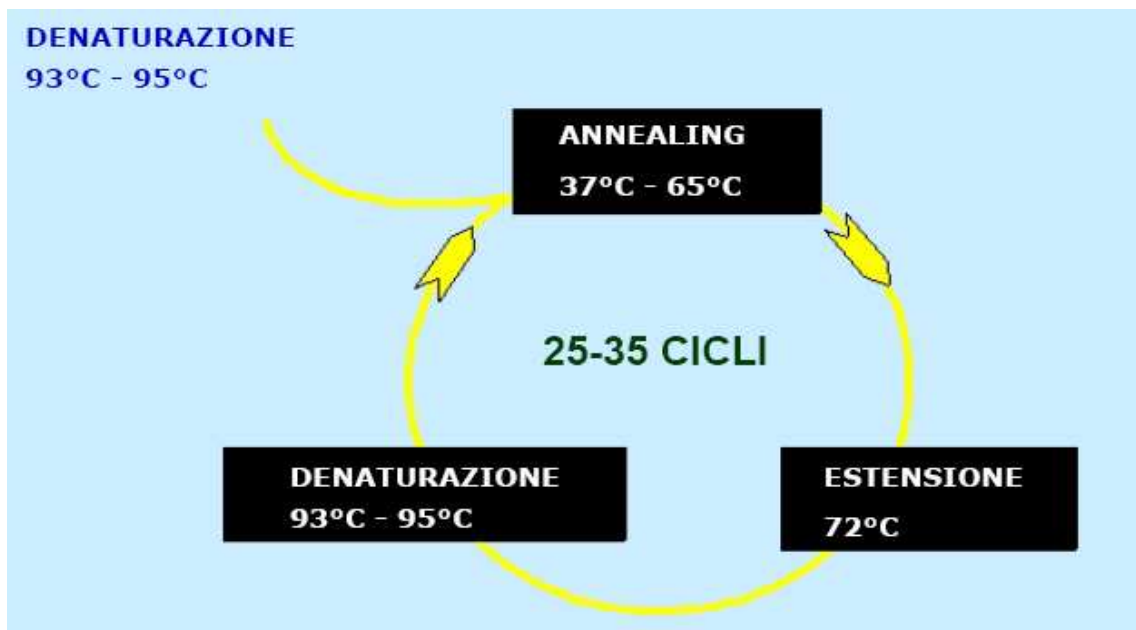 DENATURAZIONE
93°C - 95°C
ANNEALING
37°C - 65°C
25-35 CICLI
DENATURAZIONE
93°C - 95°C
ESTENSIONE
72°C